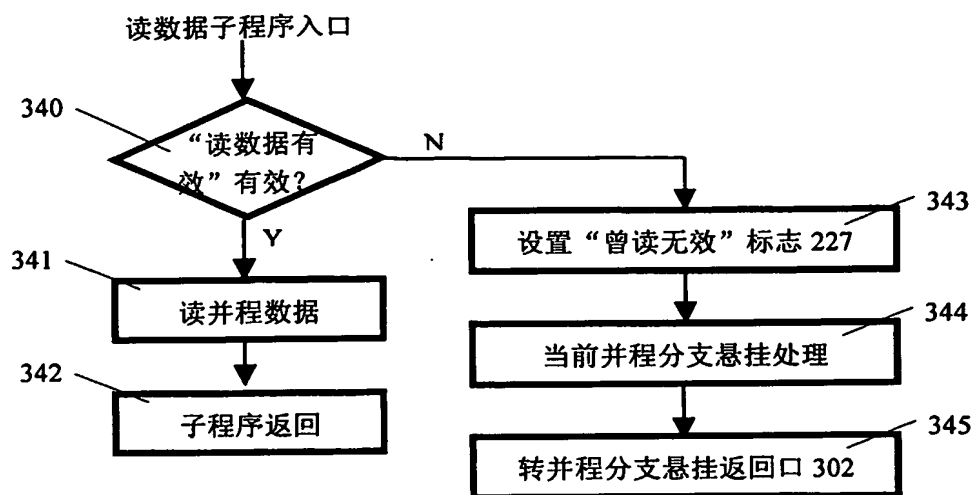 读数据子程序入口
340
“读数据有
效”有效?
N
Y
343
设置“曾读无效”标志 227
341
读并程数据
344
当前并程分支悬挂处理
342
子程序返回
345
转并程分支悬挂返回口 302